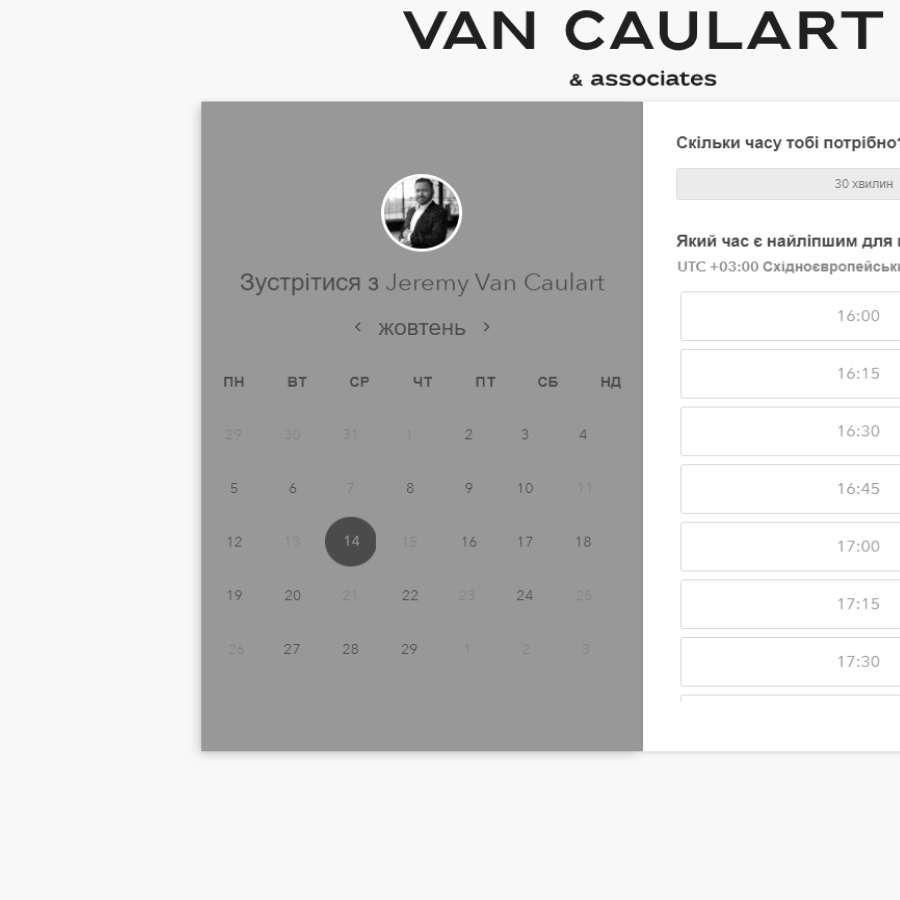 VAN CAULART
& associates
Зустрітися з Jeremy Van Caulart
жовтень
ПН ВТ СР ЧТ ПТ СБ НД
29 30 31 1 2 3 4
5 6 7 8 9 10 11
12 13 14 15 16 17 18
19 20 21 22 23 24 25
26 27 28 29 1 2 3
Скільки часу тобі потрібно?
30 хвилин
Який час є найліпшим для
UTC +03:00
16:00
16:15
16:30
16:45
17:00
17:15
17:30